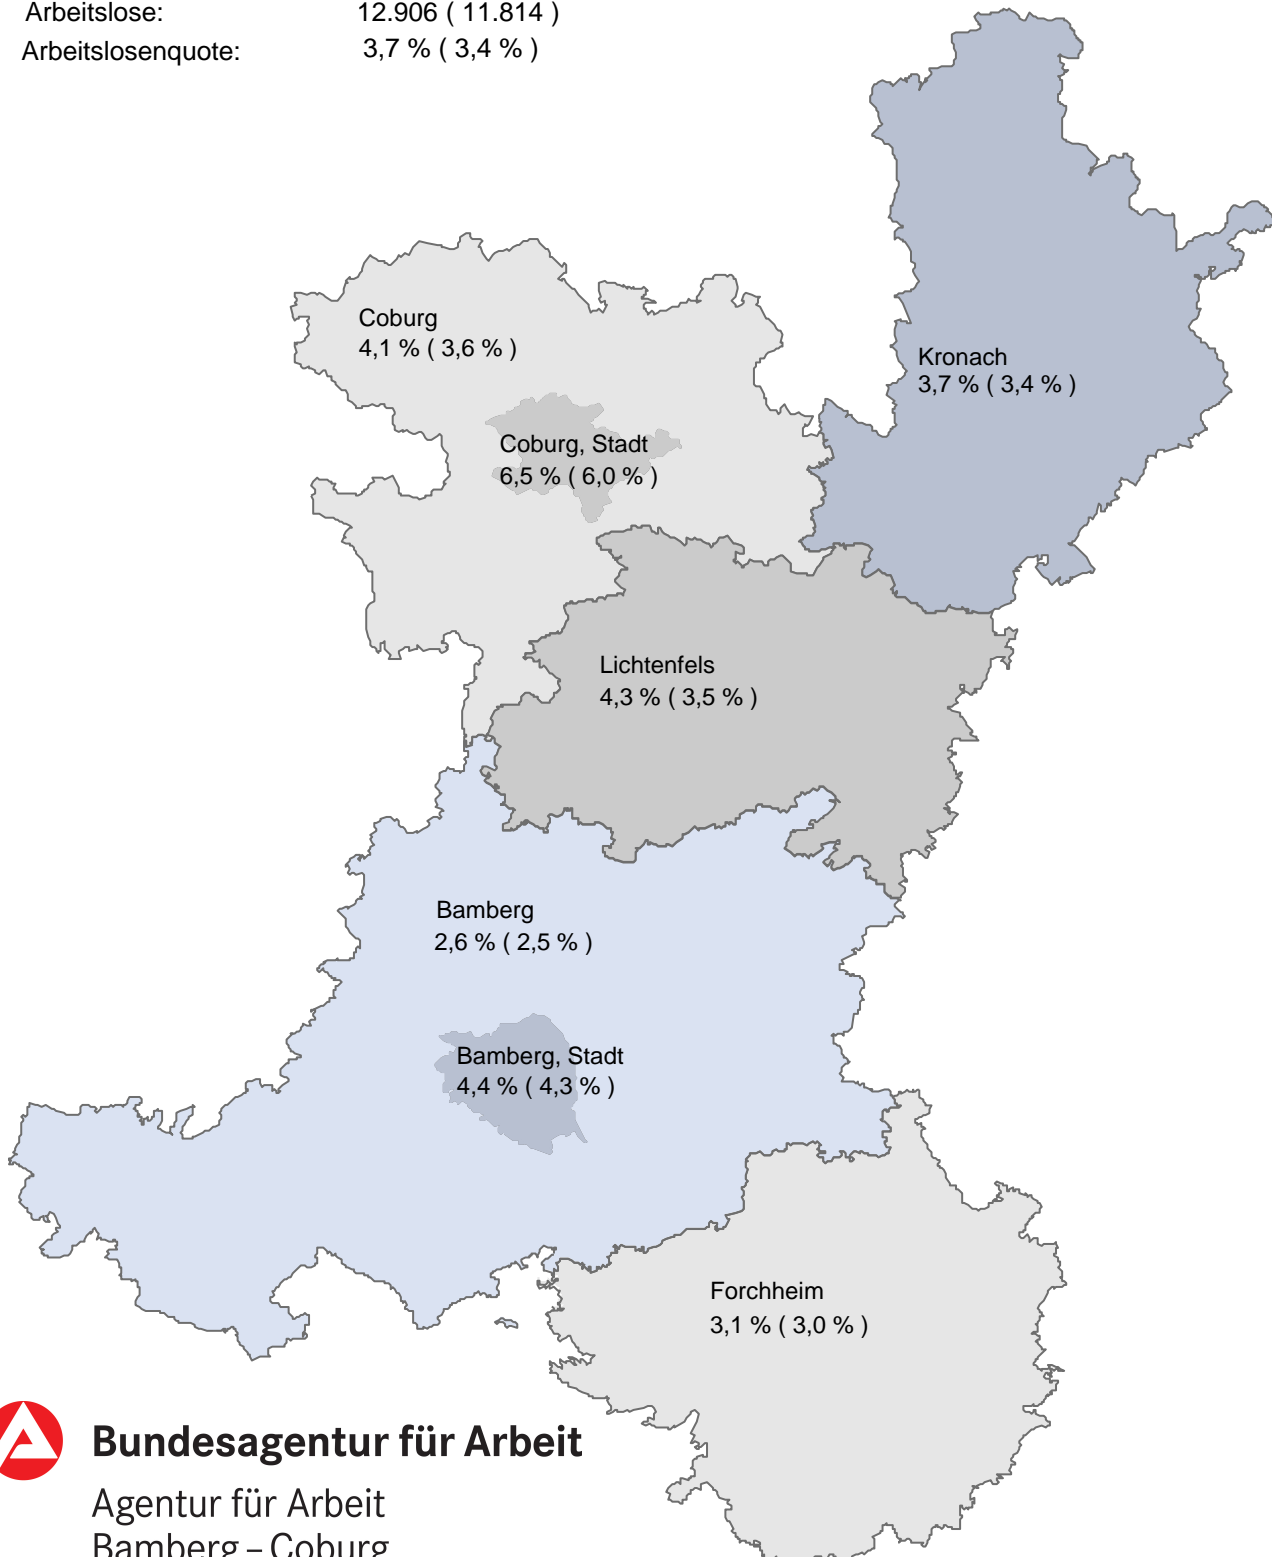 Arbeitslose: 12.906 ( 11.814 )
Arbeitslosenquote: 3,7 % ( 3,4 % )
Coburg
4,1 % ( 3,6 % )
Kronach
3,7 % ( 3,4 % )
Coburg, Stadt
6,5 % ( 6,0 % )
Lichtenfels
4,3 % ( 3,5 % )
Bamberg
2,6 % ( 2,5 % )
Bamberg, Stadt
4,4 % ( 4,3 % )
Forchheim
3,1 % ( 3,0 % )
Bundesagentur für Arbeit
Agentur für Arbeit
Bamberg – Coburg